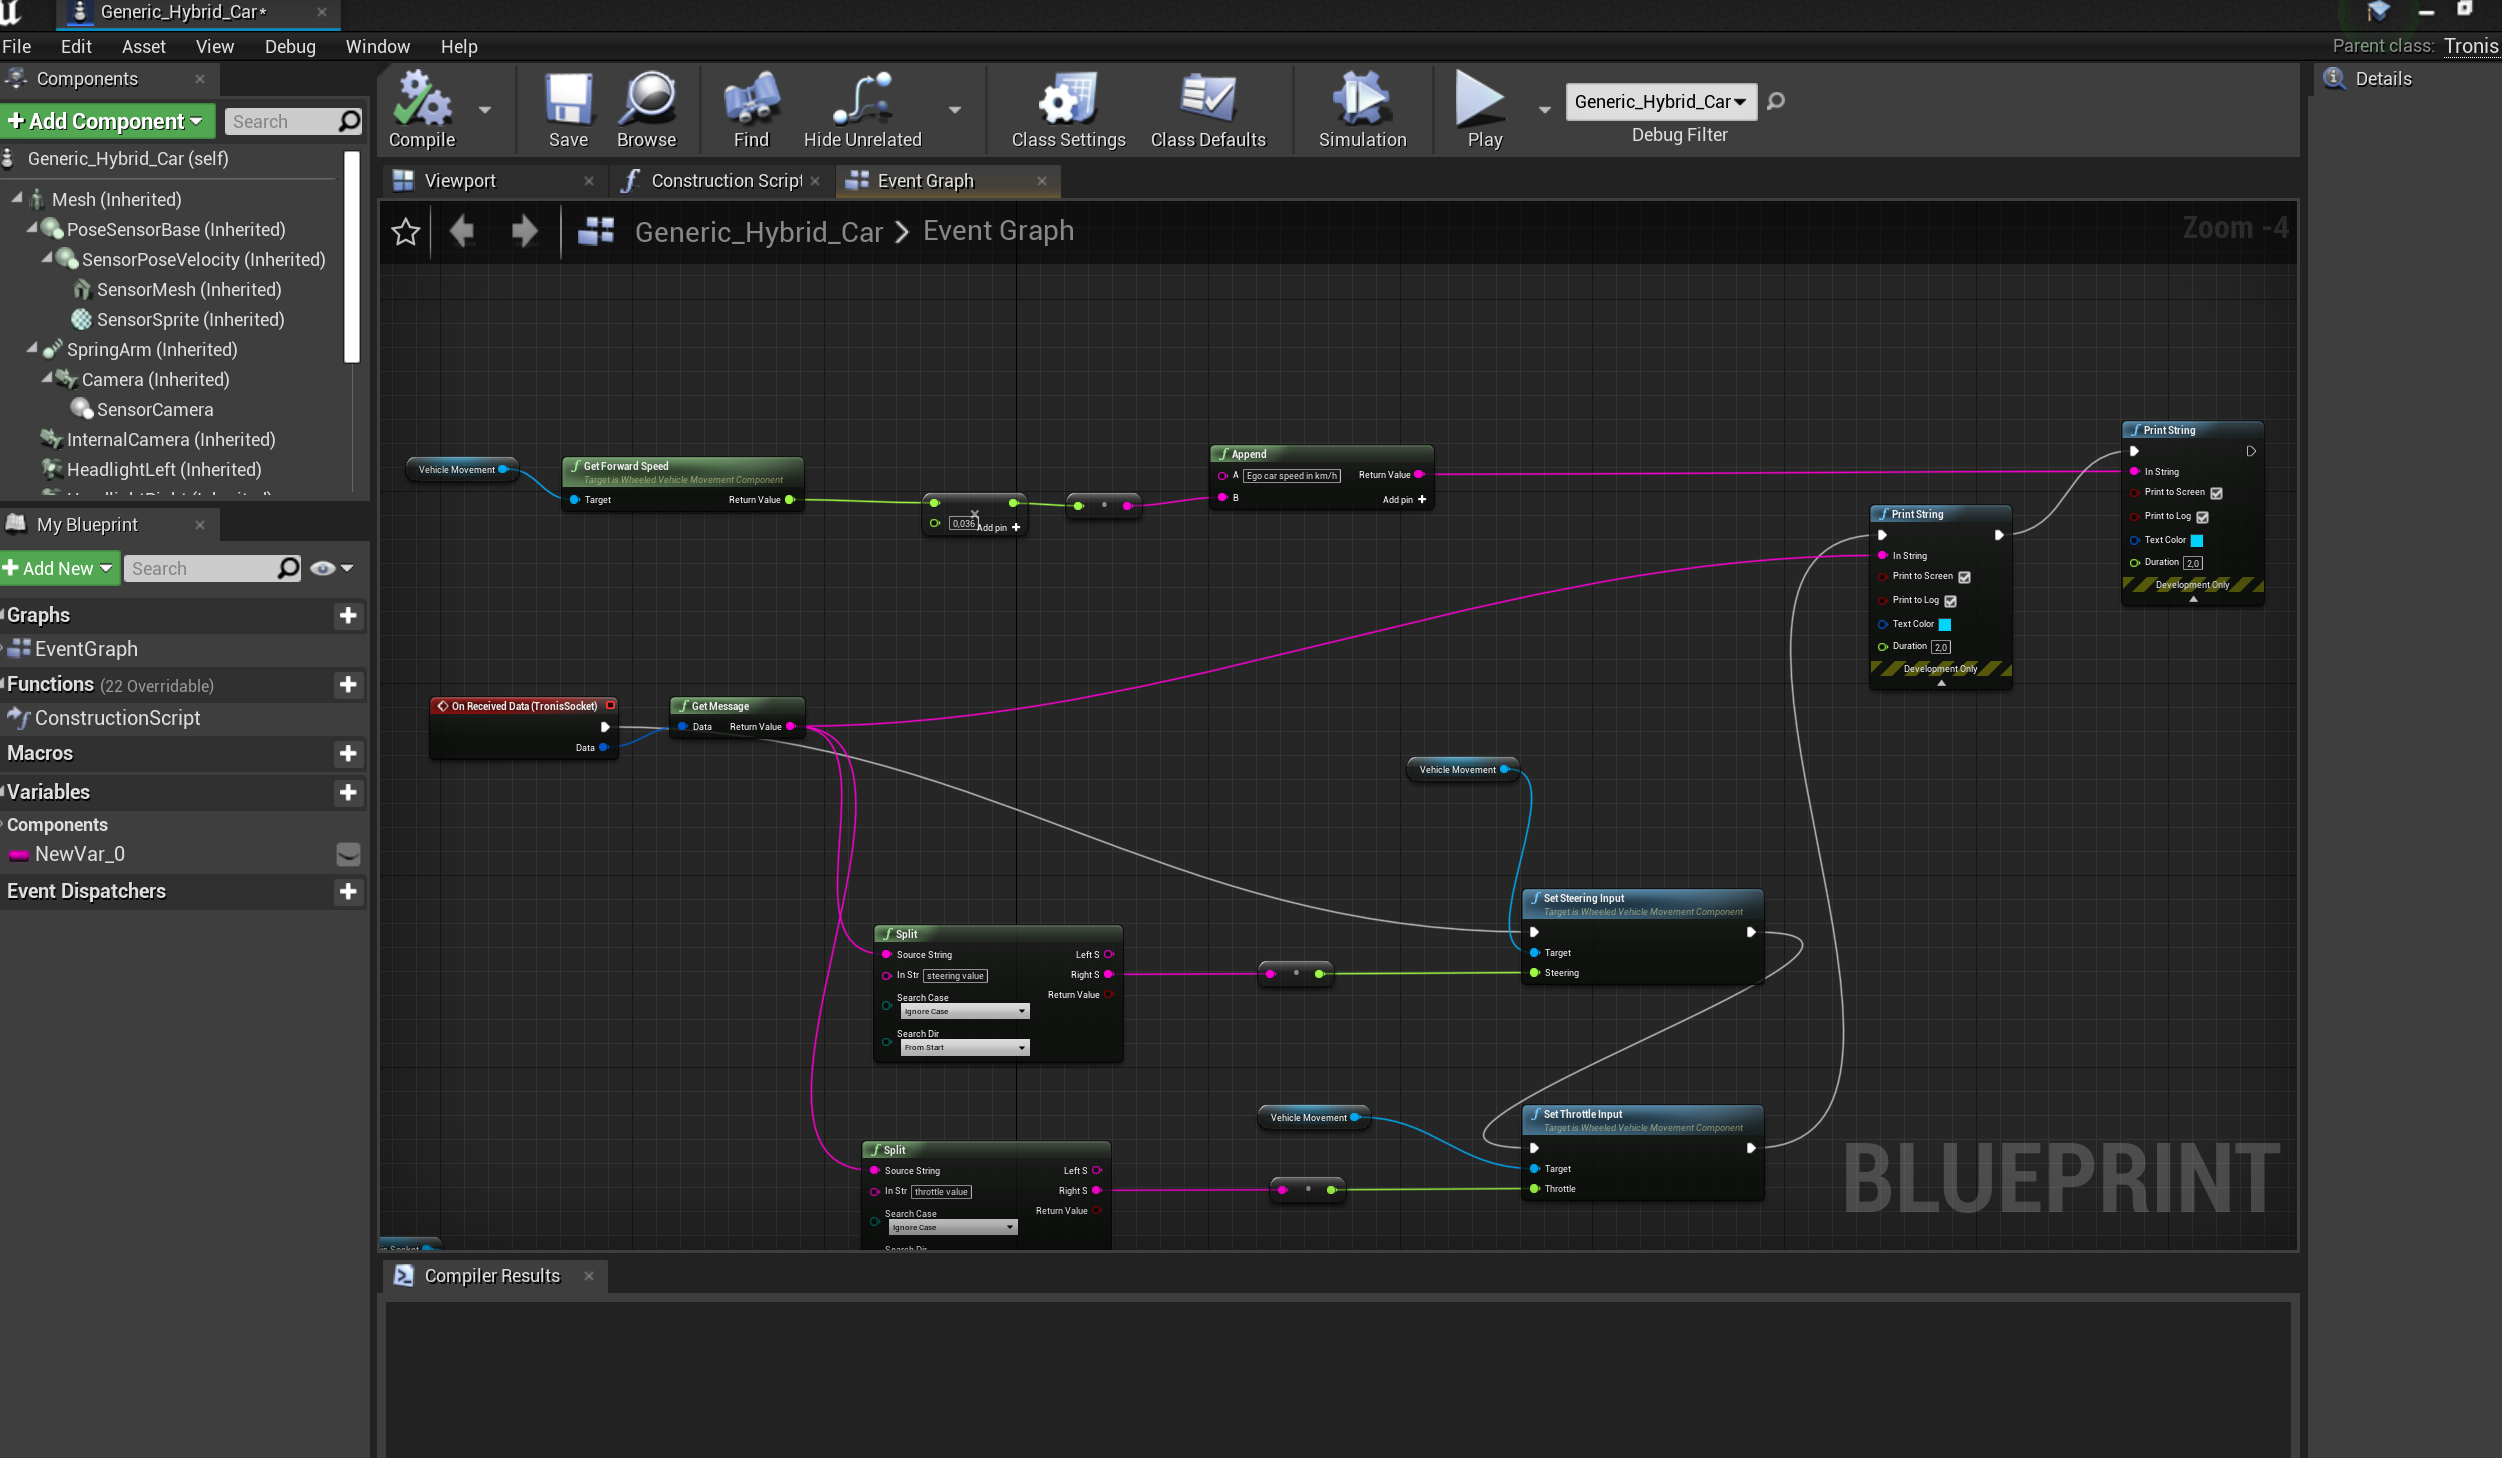 Generic_Hybrid_Car*
File Edit Asset View Debug Window Help
Parent class: Tronis
Components
Add Component
Search
Generic_Hybrid_Car (self)
Mesh (Inherited)
PoseSensorBase (Inherited)
SensorPoseVelocity (Inherited)
SensorMesh (Inherited)
SensorSprite (Inherited)
SpringArm (Inherited)
Camera (Inherited)
SensorCamera
InternalCamera (Inherited)
HeadlightLeft (Inherited)
My Blueprint
Add New
Search
Graphs
EventGraph
Functions (22 Overridable)
ConstructionScript
Macros
Variables
Components
NewVar_0
Event Dispatchers
Compile
Save
Browse
Find
Hide Unrelated
Class Settings
Class Defaults
Simulation
Play
Generic_Hybrid_Car
Debug Filter
Details
Viewport
Construction Script
Event Graph
Generic_Hybrid_Car > Event Graph
Zoom -4
Vehicle Movement
Get Forward Speed
Target is Wheeled Vehicle Movement Component
Target
Return Value
0,036
Add pin
Append
A Ego car speed in km/h
Return Value
B
Add pin
Print String
In String
Print to Screen
Print to Log
Text Color
Duration 2,0
Development Only
Print String
In String
Print to Screen
Print to Log
Text Color
Duration 2,0
Development Only
On Received Data (TronisSocket)
Data
Get Message
Data
Return Value
Vehicle Movement
Set Steering Input
Target is Wheeled Vehicle Movement Component
Target
Steering
Split
Source String
Left S
In Str steering value
Right S
Search Case
Return Value
Ignore Case
Search Dir
From Start
Vehicle Movement
Set Throttle Input
Target is Wheeled Vehicle Movement Component
Target
Throttle
Split
Source String
Left S
In Str throttle value
Right S
Search Case
Return Value
Ignore Case
Socket
BLUEPRINT
Compiler Results